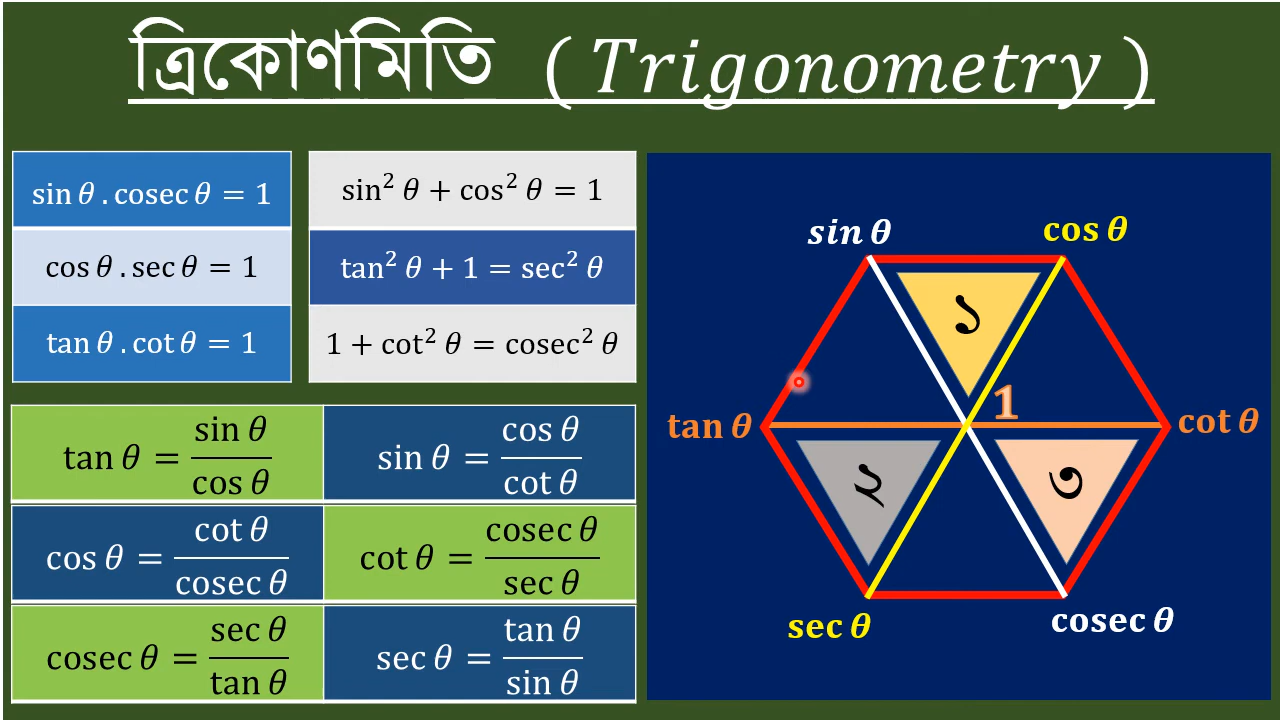 ত্রিকোণমিতি (Trigonometry)
sin θ . cosec θ = 1
cos θ . sec θ = 1
tan θ . cot θ = 1
sin² θ + cos² θ = 1
tan² θ + 1 = sec² θ
1 + cot² θ = cosec² θ
tan θ = sin θ / cos θ
sin θ = cos θ / cot θ
cos θ = cot θ / cosec θ
cot θ = cosec θ / sec θ
cosec θ = sec θ / tan θ
sec θ = tan θ / sin θ
sin θ
cos θ
১
1
tan θ
cot θ
২
৩
sec θ
cosec θ